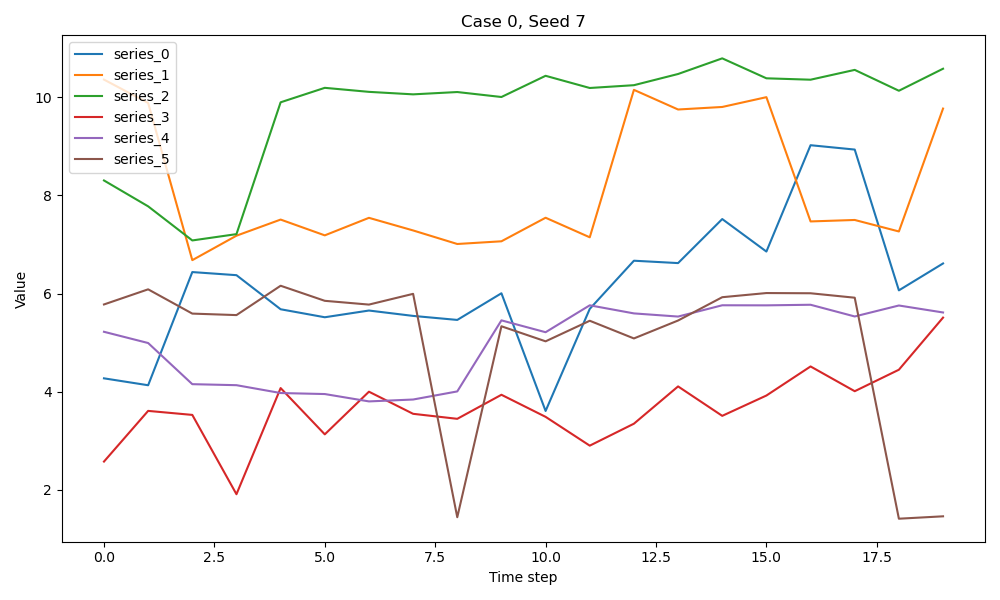 Case 0, Seed 7
series_0
series_1
series_2
series_3
series_4
series_5
Value
10
8
6
4
2
0.0 2.5 5.0 7.5 10.0 12.5 15.0 17.5
Time step